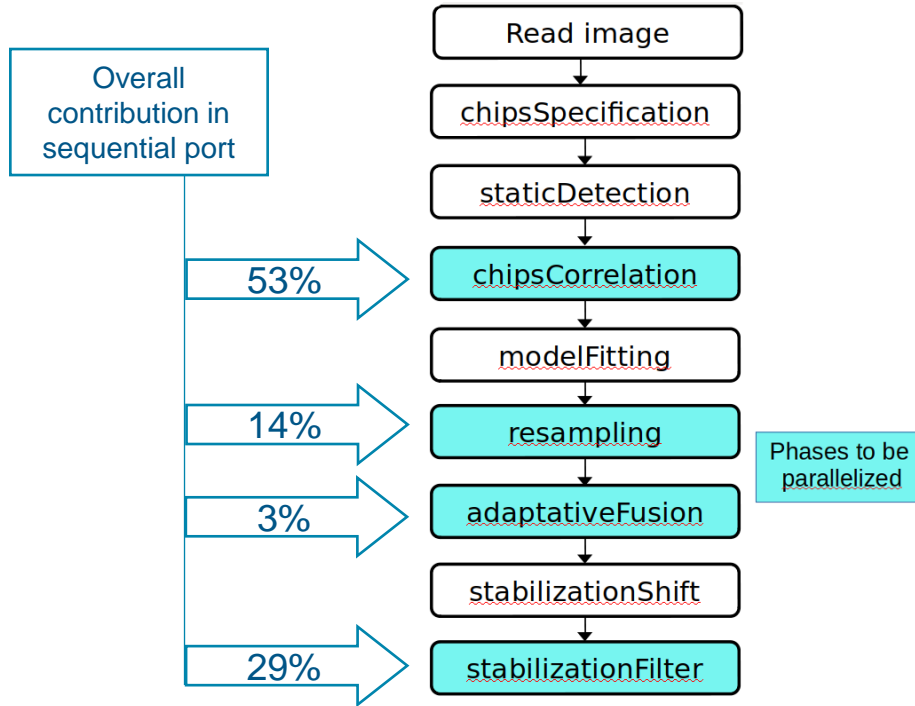 Read image
Overall
contribution in
sequential port
chipsSpecification
staticDetection
53%
chipsCorrelation
modelFitting
14%
resampling
Phases to be
parallelized
3%
adaptativeFusion
stabilizationShift
29%
stabilizationFilter